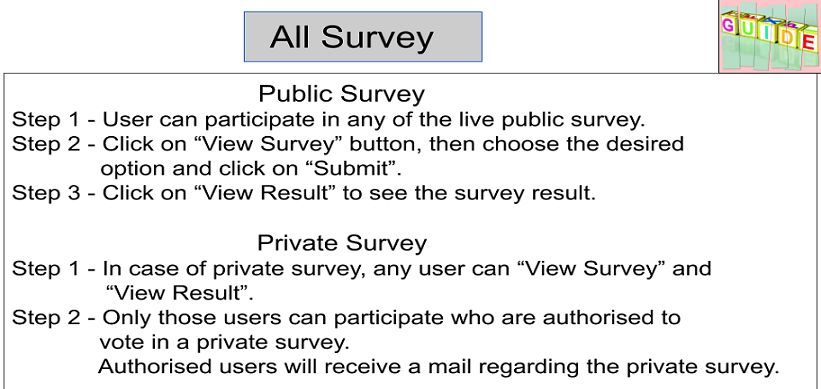 All Survey
GUIDE
Public Survey
Step 1 - User can participate in any of the live public survey.
Step 2 - Click on “View Survey” button, then choose the desired
option and click on “Submit”.
Step 3 - Click on “View Result” to see the survey result.
Private Survey
Step 1 - In case of private survey, any user can “View Survey” and
“View Result”.
Step 2 - Only those users can participate who are authorised to
vote in a private survey.
Authorised users will receive a mail regarding the private survey.